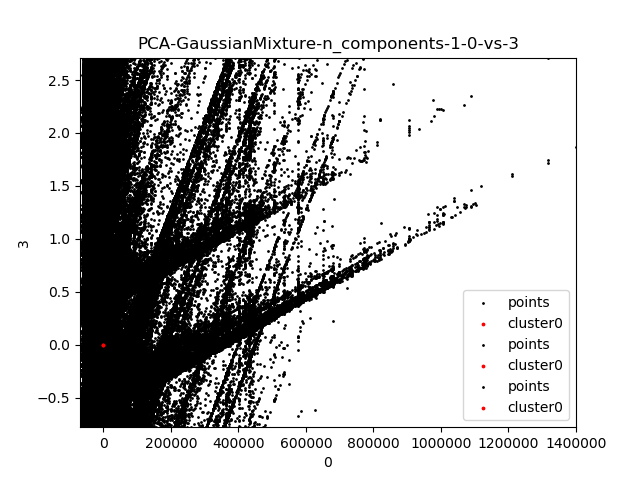 PCA-GaussianMixture-n_components-1-0-vs-3
2.5
2.0
1.5
1.0
0.5
0.0
−0.5
3
points
cluster0
points
cluster0
points
cluster0
0 200000 400000 600000 800000 1000000 1200000 1400000
0